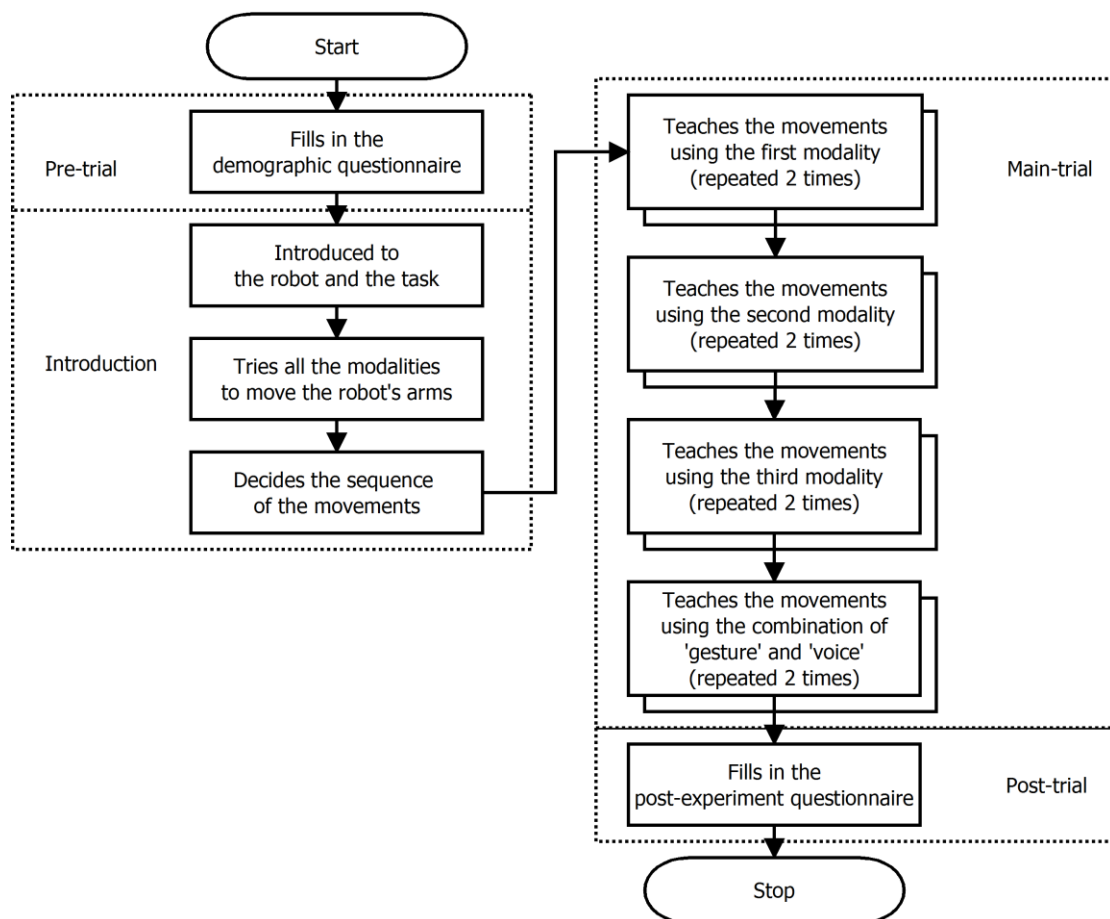 Start
Pre-trial
Fills in the
demographic questionnaire
Introduction
Introduced to
the robot and the task
Tries all the modalities
to move the robot's arms
Decides the sequence
of the movements
Main-trial
Teaches the movements
using the first modality
(repeated 2 times)
Teaches the movements
using the second modality
(repeated 2 times)
Teaches the movements
using the third modality
(repeated 2 times)
Teaches the movements
using the combination of
'gesture' and 'voice'
(repeated 2 times)
Fills in the
post-experiment questionnaire
Post-trial
Stop